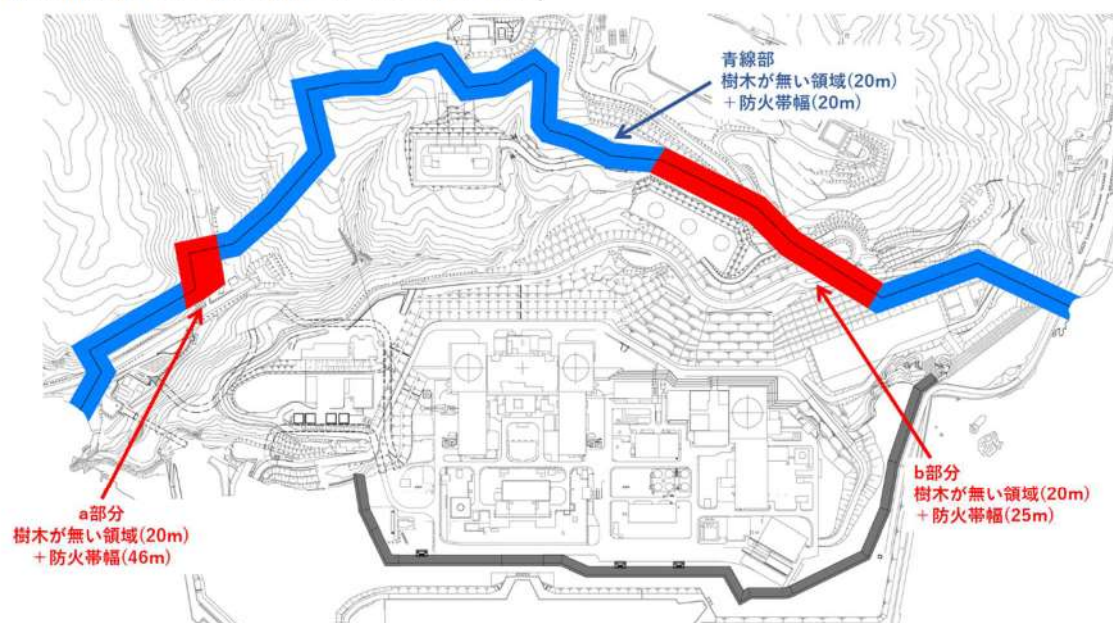 青線部
樹木が無い領域(20m)
＋防火帯幅(20m)
a部分
樹木が無い領域(20m)
＋防火帯幅(46m)
b部分
樹木が無い領域(20m)
＋防火帯幅(25m)